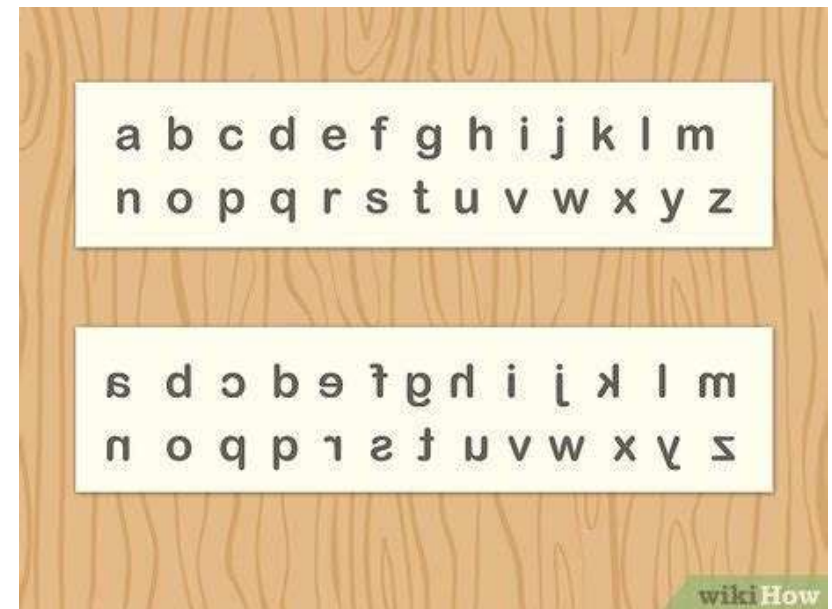 a b c d e f g h i j k l m
n o p q r s t u v w x y z
a b c d e f g h i j k l m
n o p q r s t u v w x y z
wikiHow